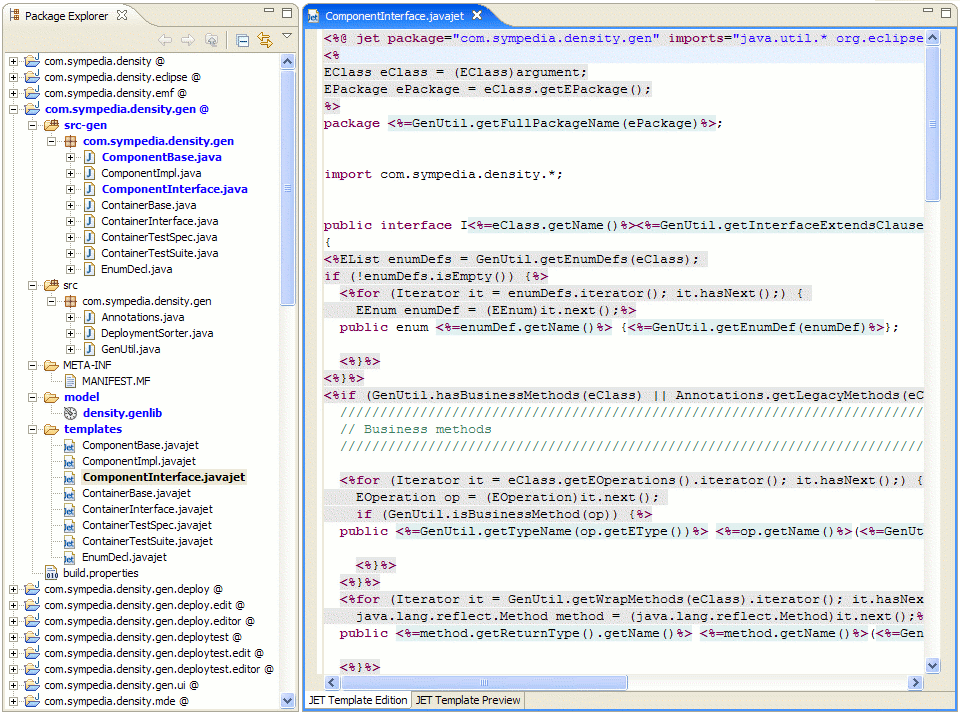 Package Explorer
com.sympedia.density @
com.sympedia.density.eclipse @
com.sympedia.density.emf @
com.sympedia.density.gen @
src-gen
com.sympedia.density.gen
ComponentBase.java
ComponentImpl.java
ComponentInterface.java
ContainerBase.java
ContainerInterface.java
ContainerTestSpec.java
ContainerTestSuite.java
EnumDecl.java
src
com.sympedia.density.gen
Annotations.java
DeploymentSorter.java
GenUtil.java
META-INF
MANIFEST.MF
model
density.genlib
templates
ComponentBase.javajet
ComponentImpl.javajet
ComponentInterface.javajet
ContainerBase.javajet
ContainerInterface.javajet
ContainerTestSpec.javajet
ContainerTestSuite.javajet
EnumDecl.javajet
build.properties
com.sympedia.density.gen.deploy @
com.sympedia.density.gen.deploy.edit @
com.sympedia.density.gen.deploy.editor @
com.sympedia.density.gen.deploytest @
com.sympedia.density.gen.deploytest.edit @
com.sympedia.density.gen.deploytest.editor @
com.sympedia.density.gen.ui @
com.sympedia.density.mde @
ComponentInterface.javajet
<%@ jet package="com.sympedia.density.gen" imports="java.util.* org.eclipse
<%
EClass eClass = (EClass)argument;
EPackage ePackage = eClass.getEPackage();
%>
package <%=GenUtil.getFullPackageName(ePackage)%>;
import com.sympedia.density.*;
public interface I<%=eClass.getName()%><%=GenUtil.getInterfaceExtendsClause
{
<%EList enumDefs = GenUtil.getEnumDefs(eClass);
if (!enumDefs.isEmpty()) {%>
<%for (Iterator it = enumDefs.iterator(); it.hasNext();) {
EEnum enumDef = (EEnum)it.next();%>
public enum <%=enumDef.getName()%> {<%=GenUtil.getEnumDef(enumDef)%>};
<%}%>
<%}%>
<%if (GenUtil.hasBusinessMethods(eClass) || Annotations.getLegacyMethods(eC
/////////////////////////////////////////////////////////////////////////
// Business methods
/////////////////////////////////////////////////////////////////////////
<%for (Iterator it = eClass.getEOperations().iterator(); it.hasNext();) {
EOperation op = (EOperation)it.next();
if (GenUtil.isBusinessMethod(op)) {%>
public <%=GenUtil.getTypeName(op.getEType())%> <%=op.getName()%>(<%=GenUt
<%}%>
<%}%>
<%for (Iterator it = GenUtil.getWrapMethods(eClass).iterator(); it.hasNex
java.lang.reflect.Method method = (java.lang.reflect.Method)it.next();%
public <%=method.getReturnType().getName()%> <%=method.getName()%>(<%=Gen
<%}%>
JET Template Edition JET Template Preview